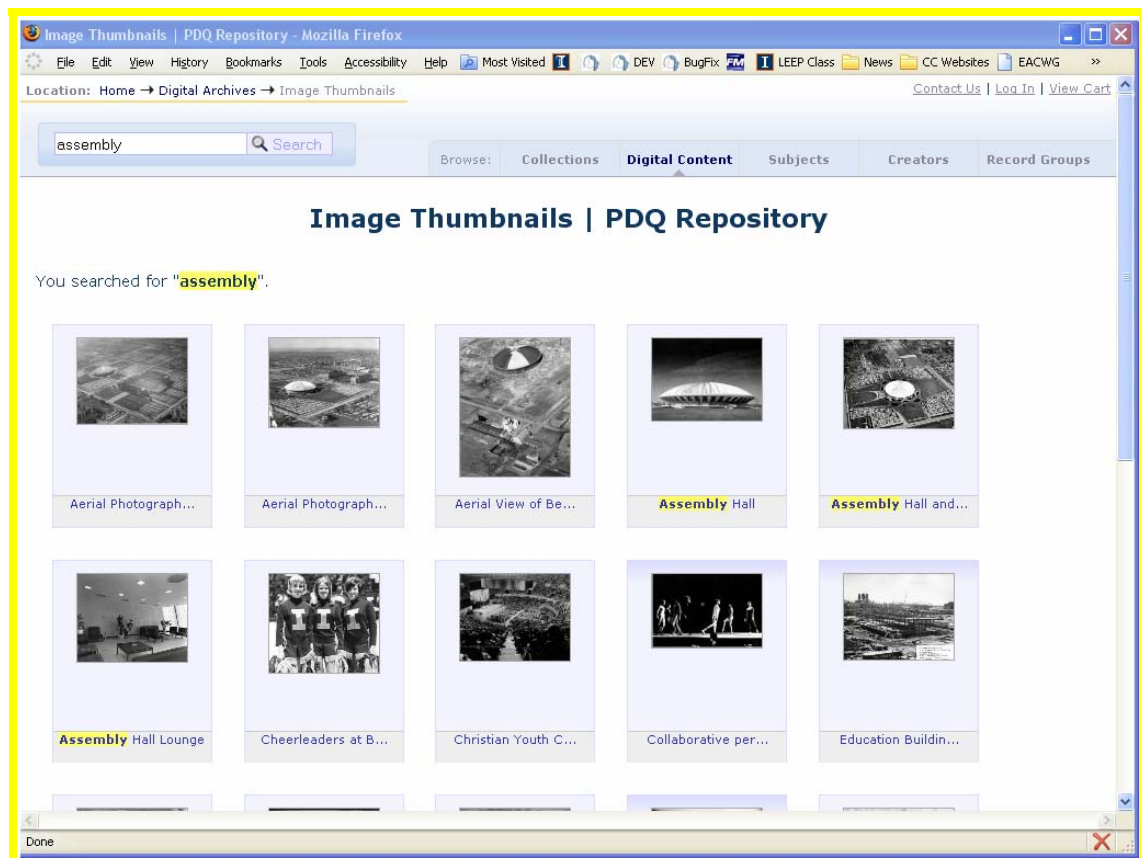 Image Thumbnails | PDQ Repository - Mozilla Firefox
File Edit View History Bookmarks Tools Accessibility Help Most Visited DEV BugFix FM LEEP Class News CC Websites EACWG »
Location: Home → Digital Archives → Image Thumbnails
Contact Us | Log In | View Cart
assembly Search
Browse: Collections Digital Content Subjects Creators Record Groups
Image Thumbnails | PDQ Repository
You searched for "assembly".
Aerial Photograph... Aerial Photograph... Aerial View of Be... Assembly Hall Assembly Hall and...
I I I
Assembly Hall Lounge Cheerleaders at B... Christian Youth C... Collaborative per... Education Buildin...
Done